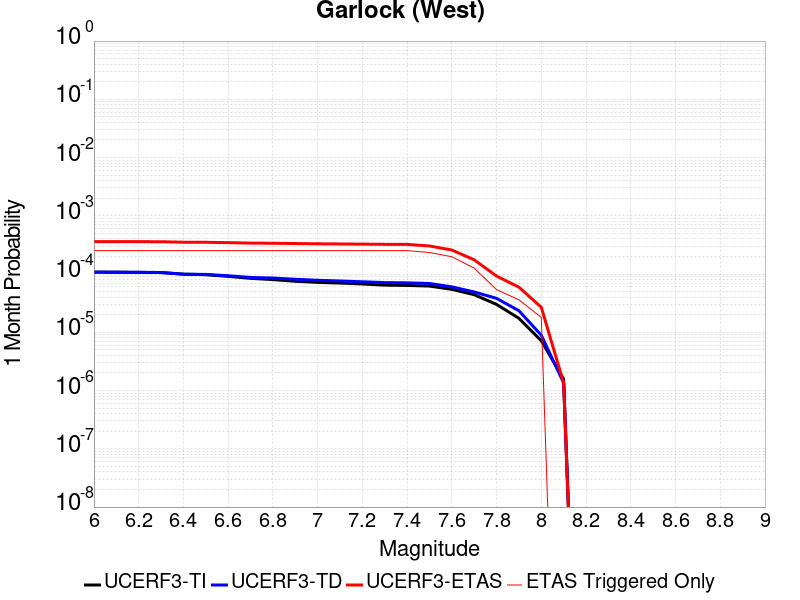 Garlock (West)
10^0
10^-1
10^-2
10^-3
10^-4
10^-5
10^-6
10^-7
10^-8
1 Month Probability
6 6.2 6.4 6.6 6.8 7 7.2 7.4 7.6 7.8 8 8.2 8.4 8.6 8.8 9
Magnitude
UCERF3-TI UCERF3-TD UCERF3-ETAS ETAS Triggered Only